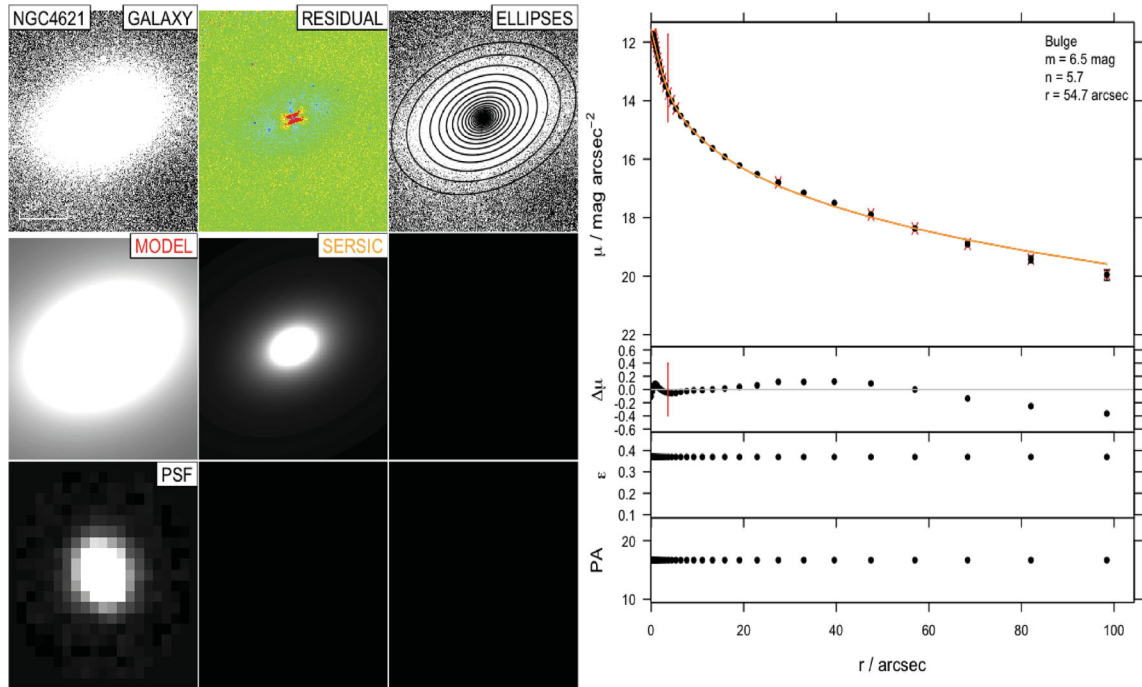 NGC4621
GALAXY
RESIDUAL
ELLIPSES
MODEL
SERSIC
PSF
Bulge
m = 6.5 mag
n = 5.7
r = 54.7 arcsec
μ / mag arcsec⁻²
12
14
16
18
20
22
Δμ
0.6
0.4
0.2
0.0
-0.2
-0.4
-0.6
ε
0.4
0.3
0.2
0.1
PA
20
10
0 20 40 60 80 100
r / arcsec